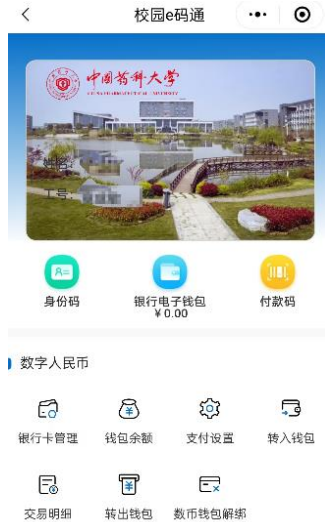 校园e码通
中国药科大学
CHINA PHARMACEUTICAL UNIVERSITY
姓名:
工号:
身份码
银行电子钱包
¥0.00
付款码
数字人民币
银行卡管理
钱包余额
支付设置
转入钱包
交易明细
转出钱包
数币钱包解绑